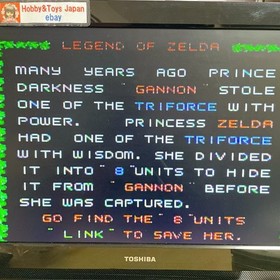 Hobby&Toys Japan
ebay
LEGEND OF ZELDA
MANY YEARS AGO PRINCE
DARKNESS "GANNON" STOLE
ONE OF THE TRIFORCE WITH
POWER. PRINCESS ZELDA
HAD ONE OF THE TRIFORCE
WITH WISDOM. SHE DIVIDED
IT INTO "8"UNITS TO HIDE
IT FROM "GANNON" BEFORE
SHE WAS CAPTURED.
GO FIND THE "8"UNITS
"LINK" TO SAVE HER.
TOSHIBA